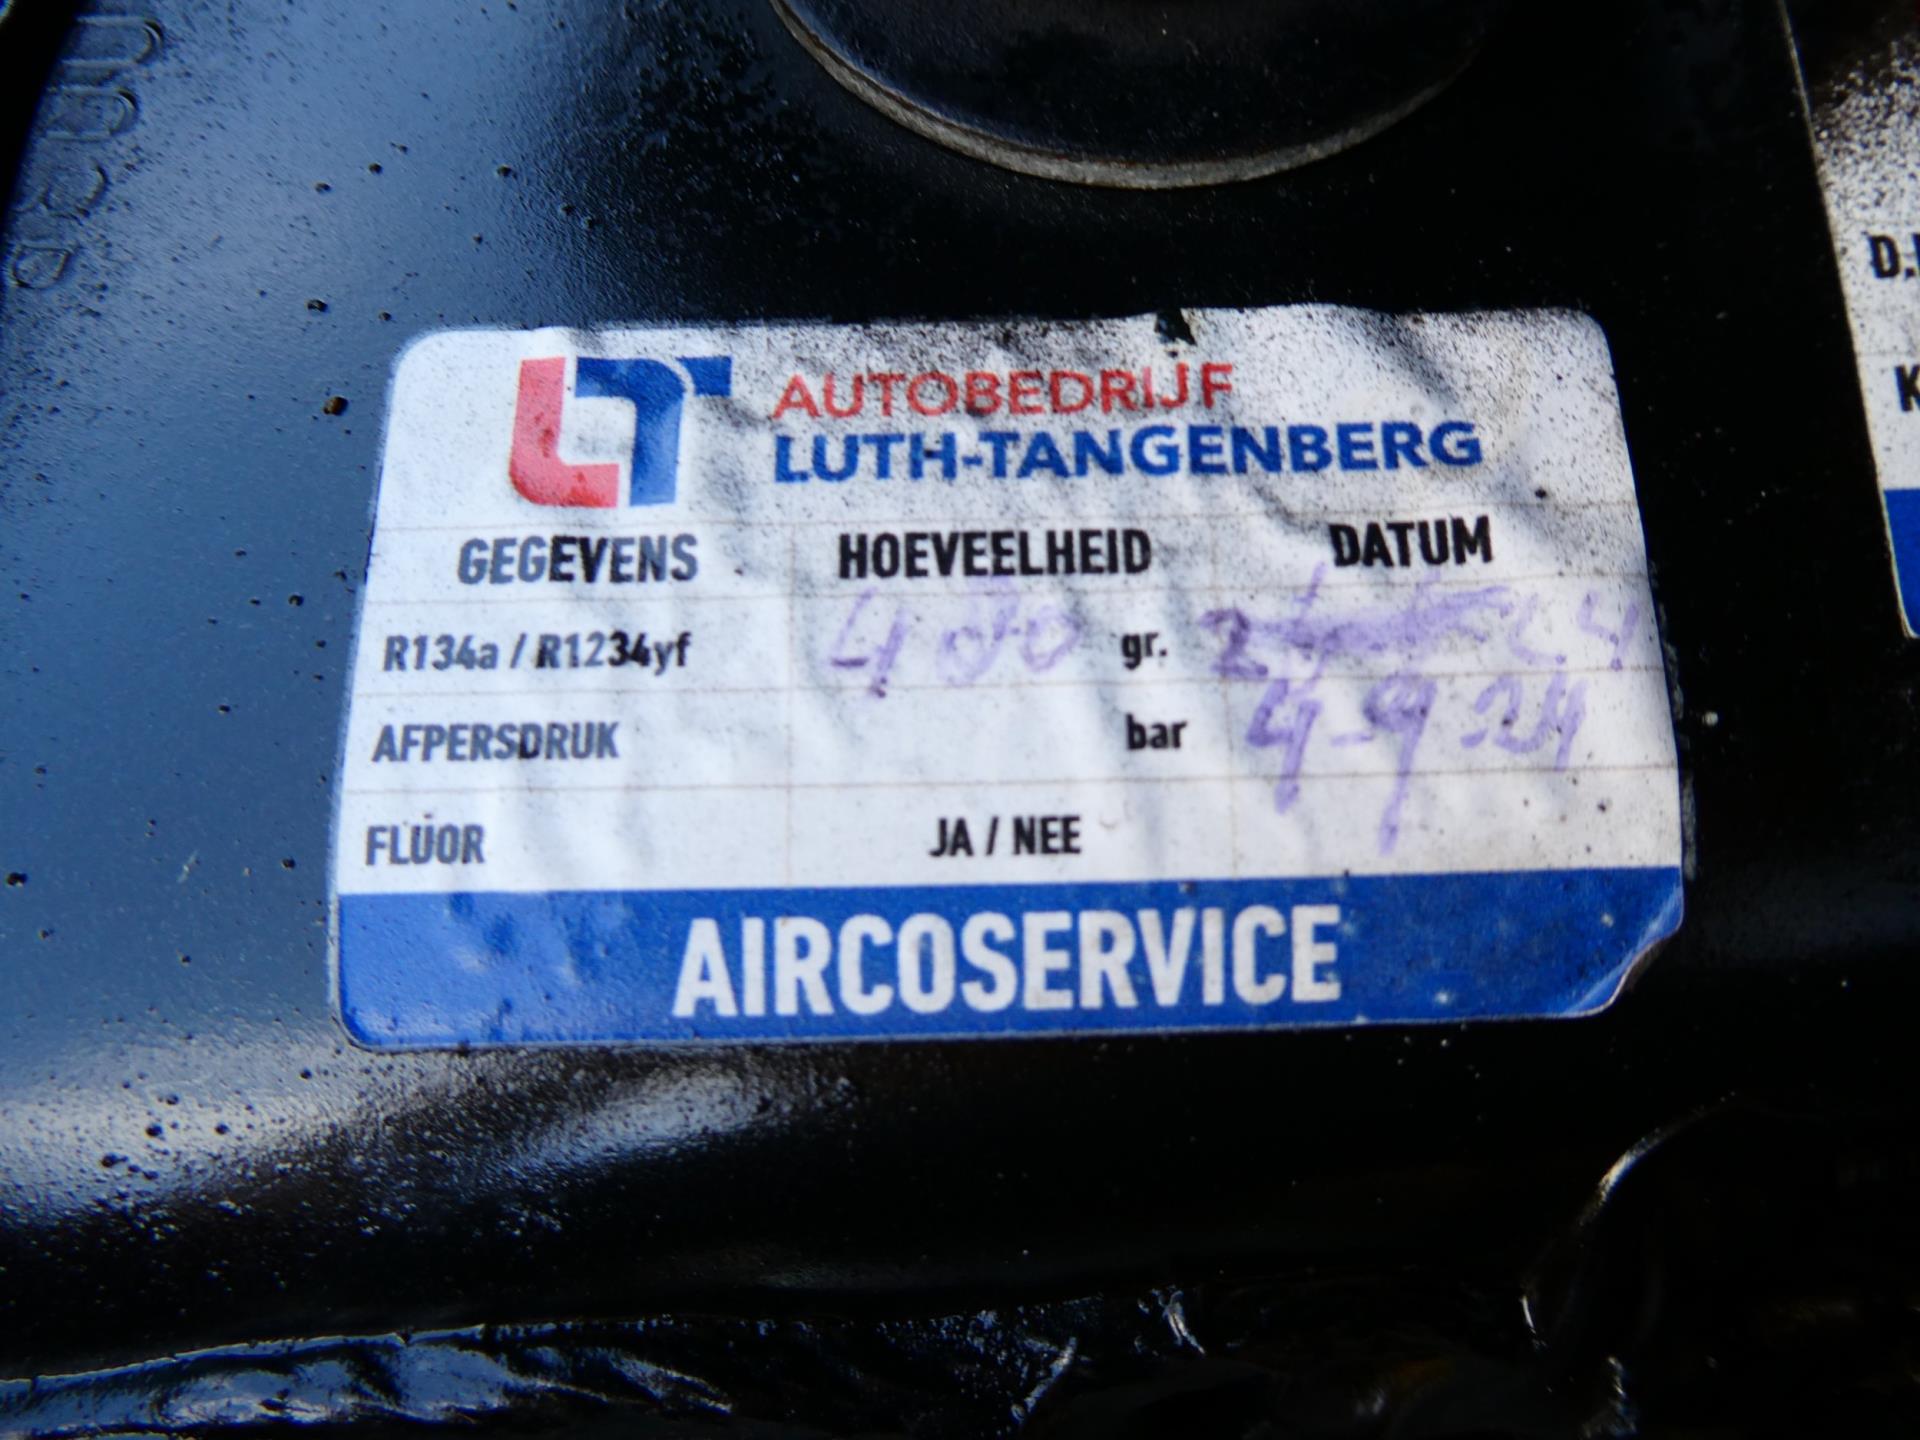 LT AUTOBEDRIJF
LUTH-TANGENBERG
GEGEVENS HOEVEELHEID DATUM
R134a / R1234yf 400 gr.
AFPERSDRUK bar 4-9-24
FLUOR JA / NEE
AIRCOSERVICE
D.
K